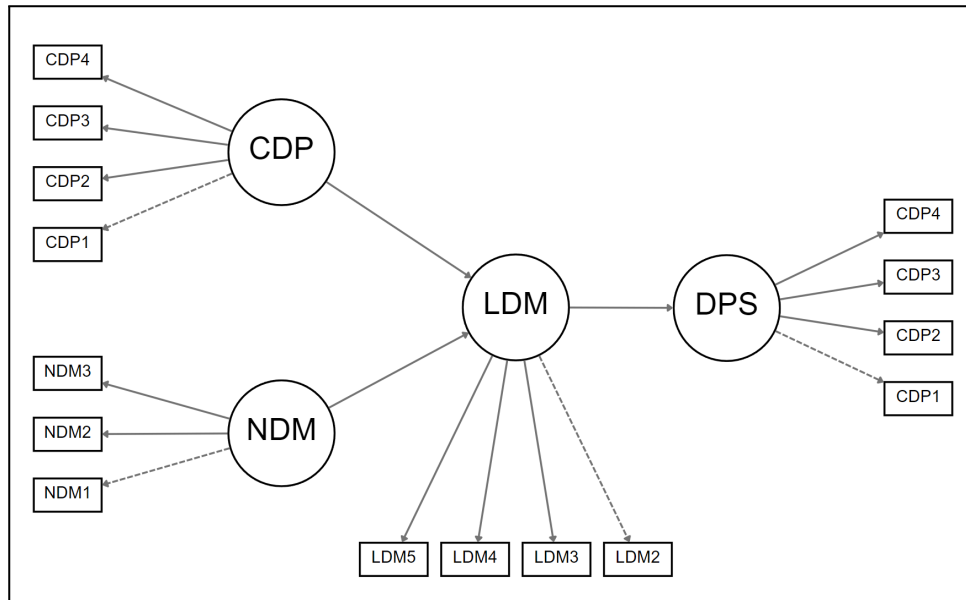 CDP4
CDP3
CDP2
CDP1
CDP
NDM3
NDM2
NDM1
NDM
LDM
LDM5
LDM4
LDM3
LDM2
DPS
CDP4
CDP3
CDP2
CDP1